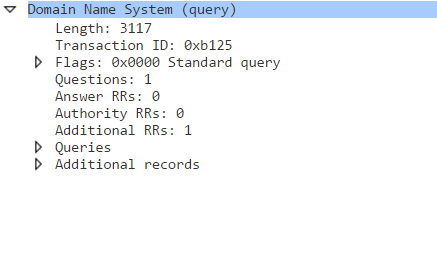 Domain Name System (query)
Length: 3117
Transaction ID: 0xb125
Flags: 0x0000 Standard query
Questions: 1
Answer RRs: 0
Authority RRs: 0
Additional RRs: 1
Queries
Additional records